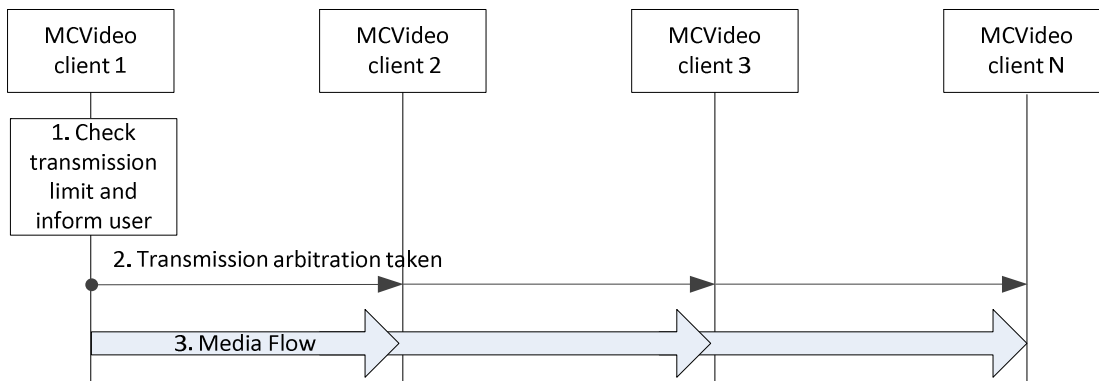 MCVideo
client 1
MCVideo
client 2
MCVideo
client 3
MCVideo
client N
1. Check
transmission
limit and
inform user
2. Transmission arbitration taken
3. Media Flow